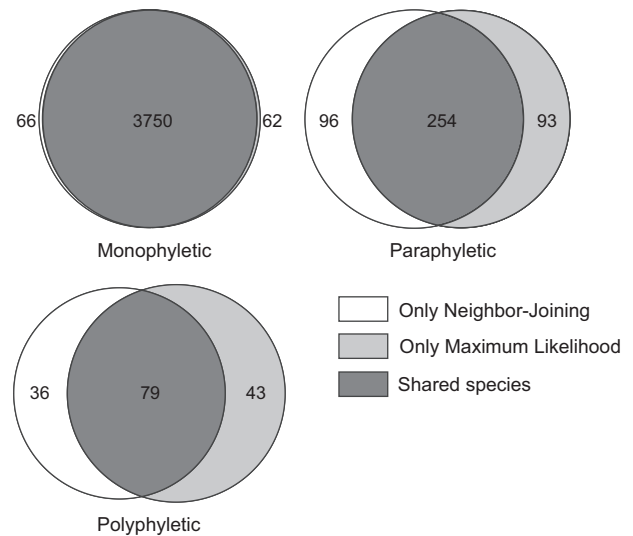 66 3750 62 96 254 93
Monophyletic Paraphyletic
36 79 43
Polyphyletic
Only Neighbor-Joining
Only Maximum Likelihood
Shared species